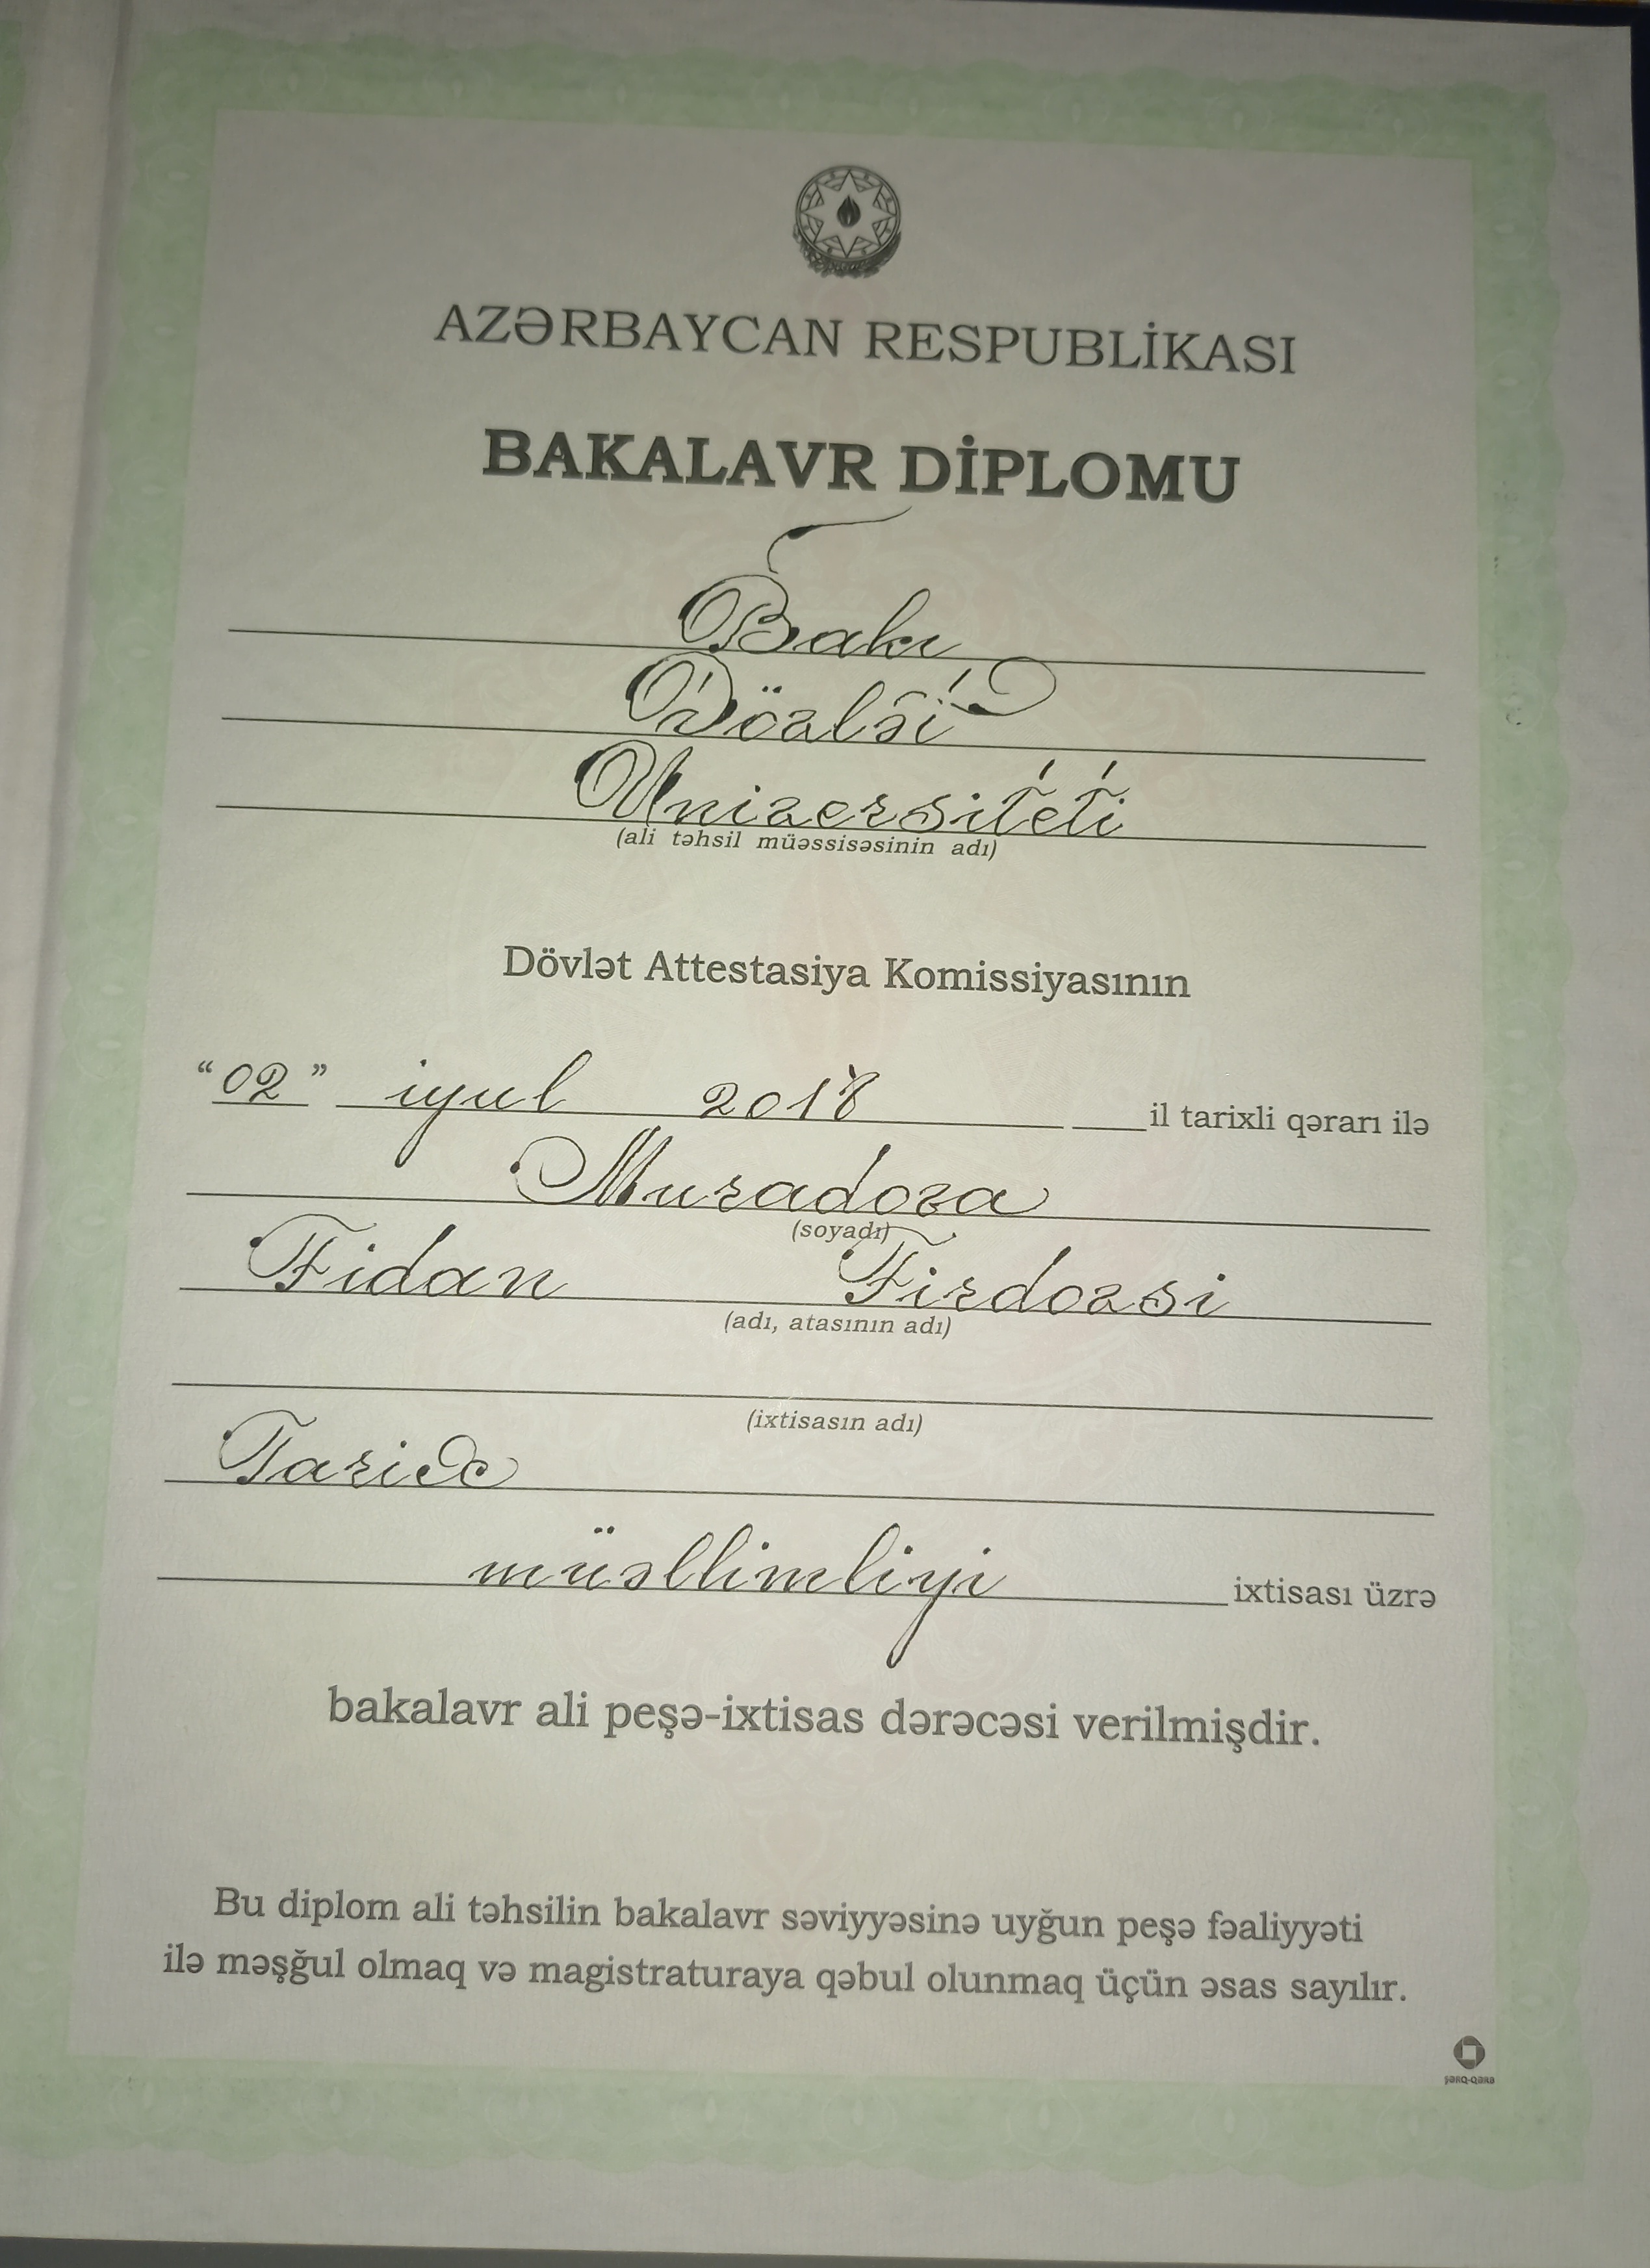 AZƏRBAYCAN RESPUBLİKASI
BAKALAVR DİPLOMU
Bakı
Dövləti
Universiteti
(ali təhsil müəssisəsinin adı)
Dövlət Attestasiya Komissiyasının
"02" iyul 2018 il tarixli qərarı ilə
Muradova
(soyadı)
Fidan Firdovsi
(adı, atasının adı)
(ixtisasın adı)
Tarix
müəllimliyi ixtisası üzrə
bakalavr ali peşə-ixtisas dərəcəsi verilmişdir.
Bu diplom ali təhsilin bakalavr səviyyəsinə uyğun peşə fəaliyyəti
ilə məşğul olmaq və magistraturaya qəbul olunmaq üçün əsas sayılır.
ŞƏRQ-QƏRB